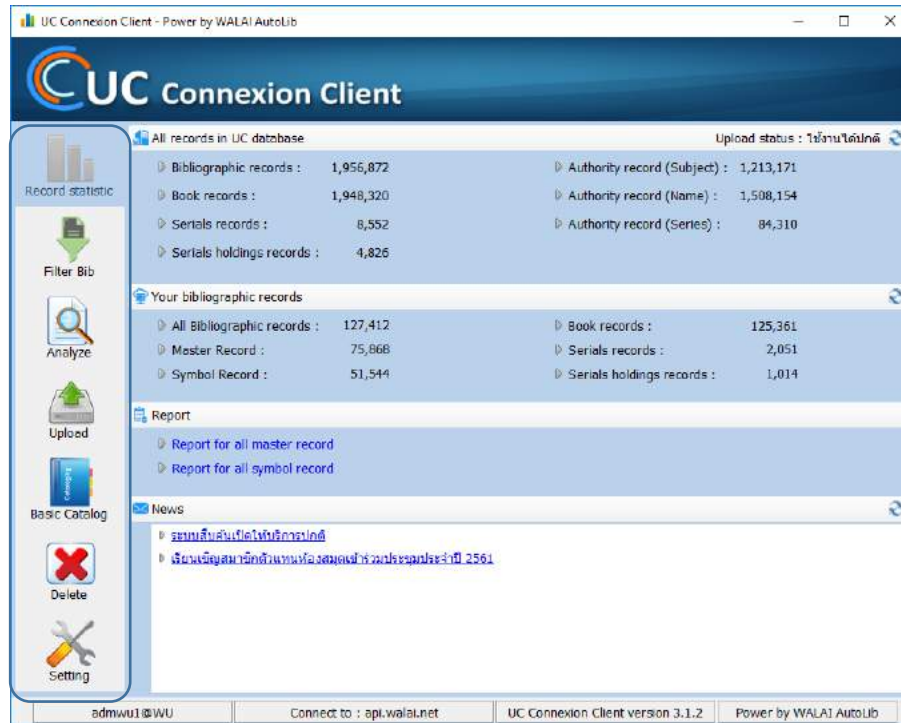 UC Connexion Client - Power by WALAI AutoLib
UC Connexion Client
Record statistic
Filter Bib
Analyze
Upload
Basic Catalog
Cataloging
Delete
Setting
All records in UC database
Upload status : ใช้งานได้ปกติ
Bibliographic records : 1,956,872 Authority record (Subject) : 1,213,171
Book records : 1,948,320 Authority record (Name) : 1,508,154
Serials records : 8,552 Authority record (Series) : 84,310
Serials holdings records : 4,826
Your bibliographic records
All Bibliographic records : 127,412 Book records : 125,361
Master Record : 75,868 Serials records : 2,051
Symbol Record : 51,544 Serials holdings records : 1,014
Report
Report for all master record
Report for all symbol record
News
ระบบสืบค้นเปิดให้บริการปกติ
เรียนเชิญสมาชิกตัวแทนห้องสมุดเข้าร่วมประชุมประจำปี 2561
admwu1@WU Connect to : api.walai.net UC Connexion Client version 3.1.2 Power by WALAI AutoLib